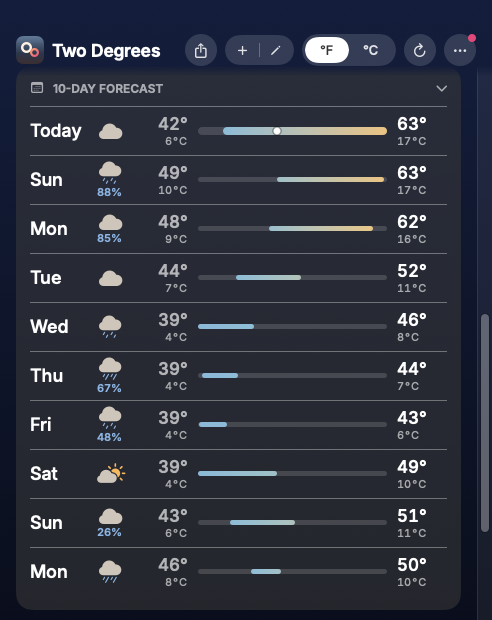 Two Degrees
°F
°C
10-DAY FORECAST
Today 42° 63°
6°C 17°C
Sun 49° 63°
88% 10°C 17°C
Mon 48° 62°
85% 9°C 16°C
Tue 44° 52°
7°C 11°C
Wed 39° 46°
4°C 8°C
Thu 39° 44°
67% 4°C 7°C
Fri 39° 43°
48% 4°C 6°C
Sat 39° 49°
4°C 10°C
Sun 43° 51°
26% 6°C 11°C
Mon 46° 50°
8°C 10°C